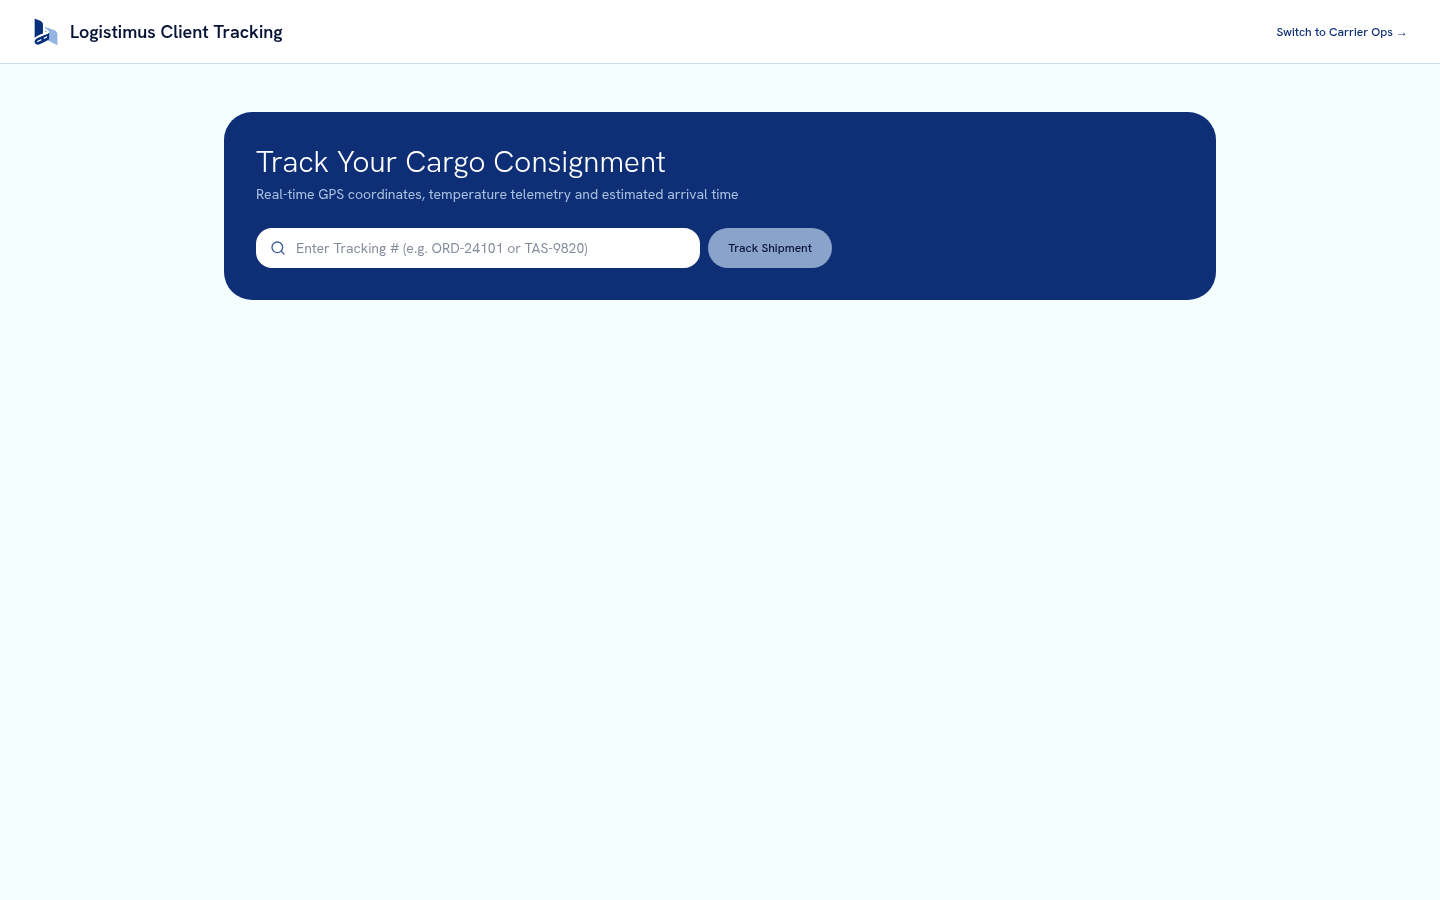 Logistimus Client Tracking
Switch to Carrier Ops →
Track Your Cargo Consignment
Real-time GPS coordinates, temperature telemetry and estimated arrival time
Enter Tracking # (e.g. ORD-24101 or TAS-9820)
Track Shipment